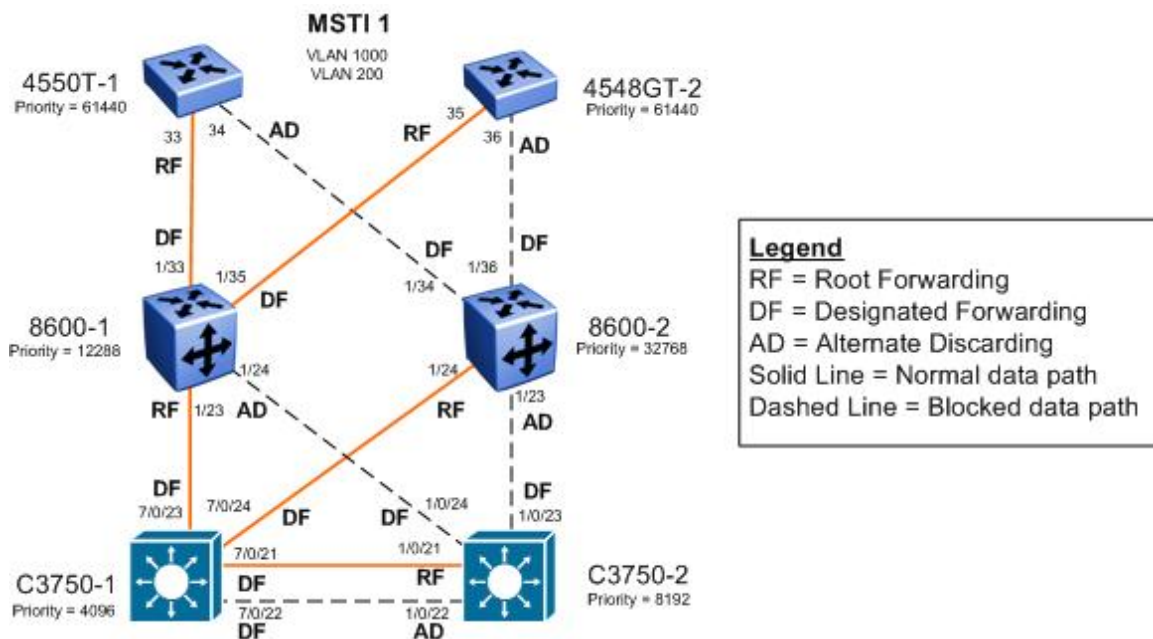 MSTI 1
VLAN 1000
VLAN 200
4550T-1
Priority = 61440
4548GT-2
Priority = 61440
33
34
AD
RF
35
36
RF
AD
DF
1/33
1/35
DF
DF
1/34
1/36
DF
8600-1
Priority = 12288
8600-2
Priority = 32768
1/24
RF
1/23
AD
1/24
RF
1/23
AD
DF
7/0/23
7/0/24
DF
1/0/24
DF
DF
1/0/23
7/0/21
DF
1/0/21
RF
7/0/22
DF
1/0/22
AD
C3750-1
Priority = 4096
C3750-2
Priority = 8192
Legend
RF = Root Forwarding
DF = Designated Forwarding
AD = Alternate Discarding
Solid Line = Normal data path
Dashed Line = Blocked data path